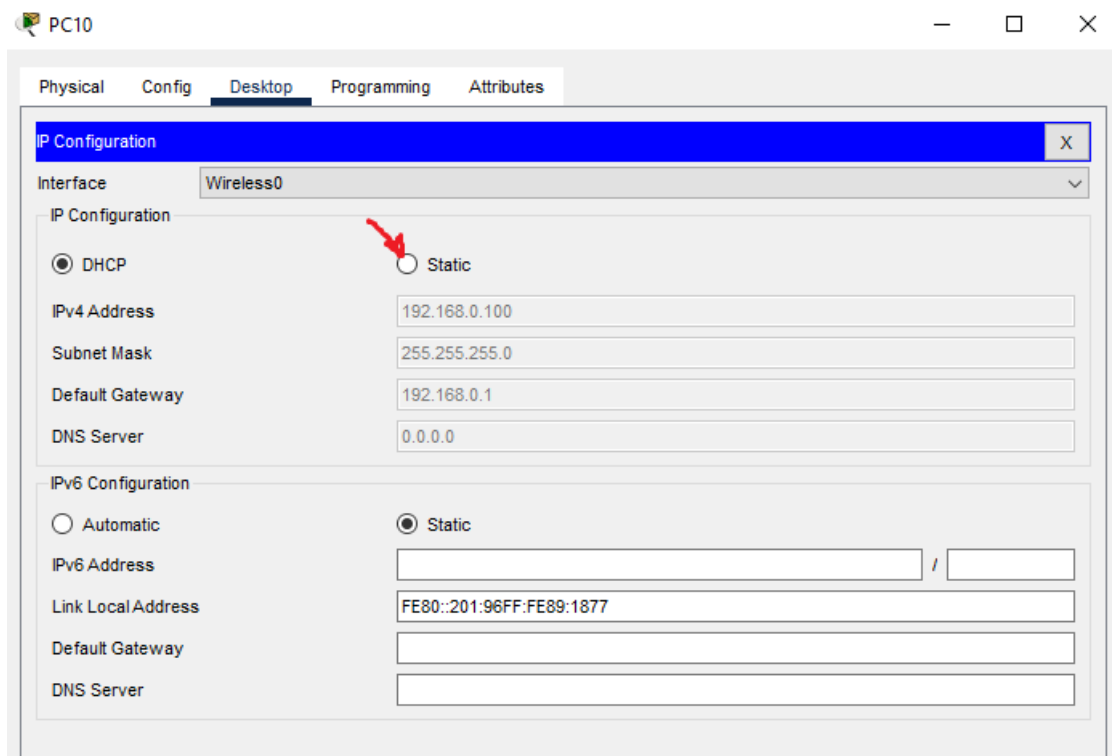 PC10
Physical Config Desktop Programming Attributes
IP Configuration X
Interface Wireless0
IP Configuration
DHCP Static
IPv4 Address 192.168.0.100
Subnet Mask 255.255.255.0
Default Gateway 192.168.0.1
DNS Server 0.0.0.0
IPv6 Configuration
Automatic Static
IPv6 Address /
Link Local Address FE80::201:96FF:FE89:1877
Default Gateway
DNS Server